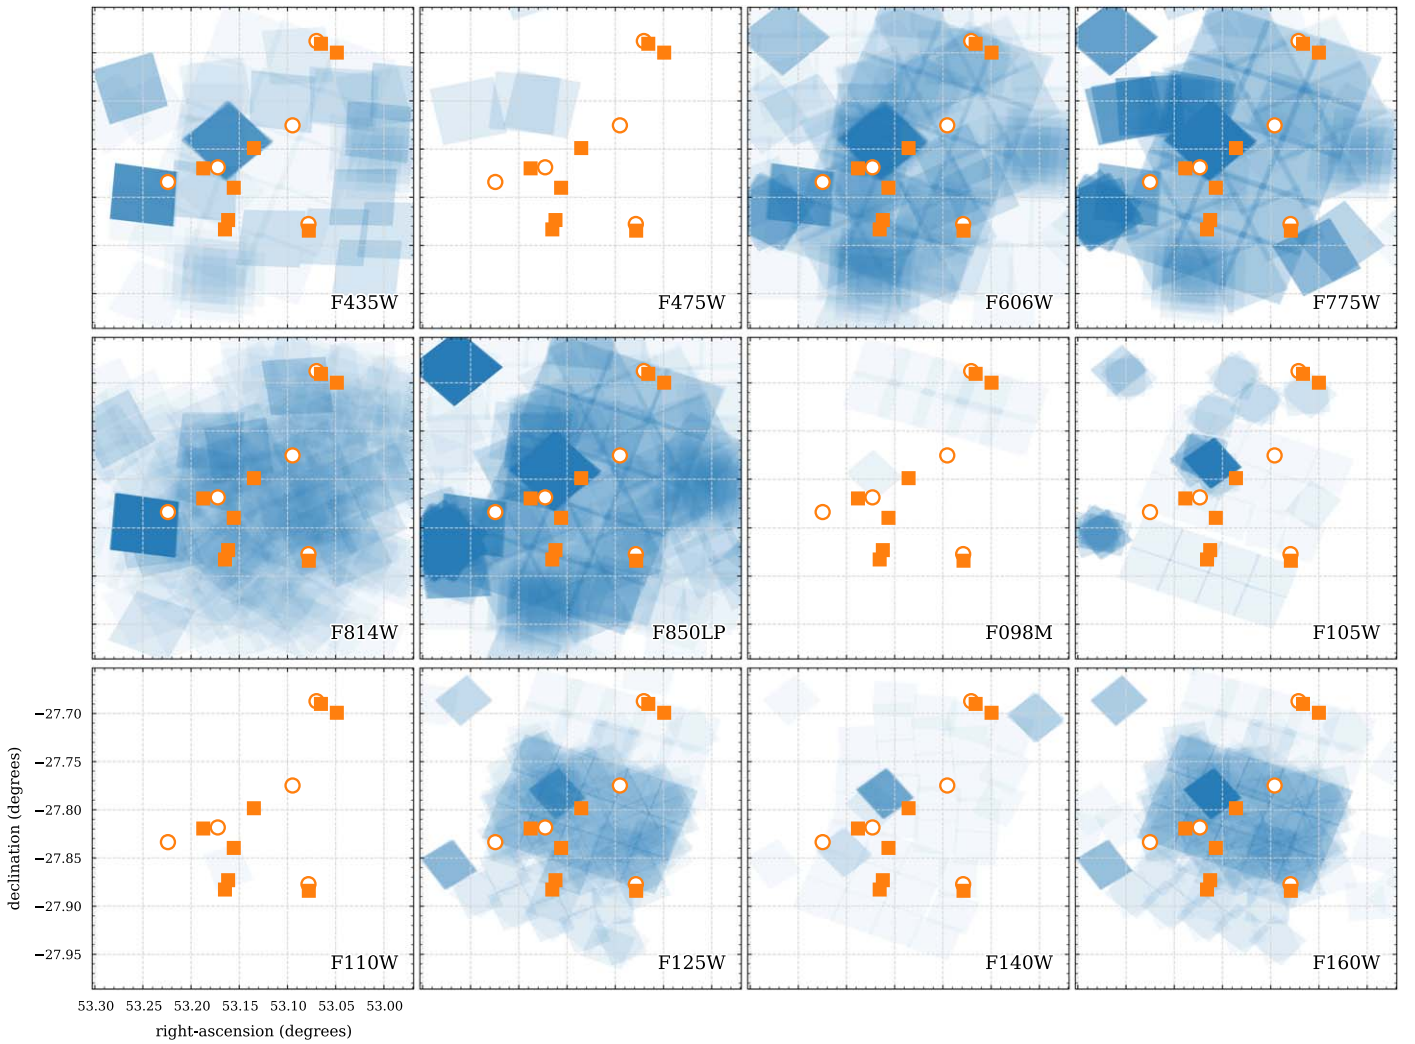 F435W
F475W
F606W
F775W
F814W
F850LP
F098M
F105W
−27.70
−27.75
−27.80
−27.85
−27.90
−27.95
declination (degrees)
F110W
F125W
F140W
F160W
53.30 53.25 53.20 53.15 53.10 53.05 53.00
right-ascension (degrees)